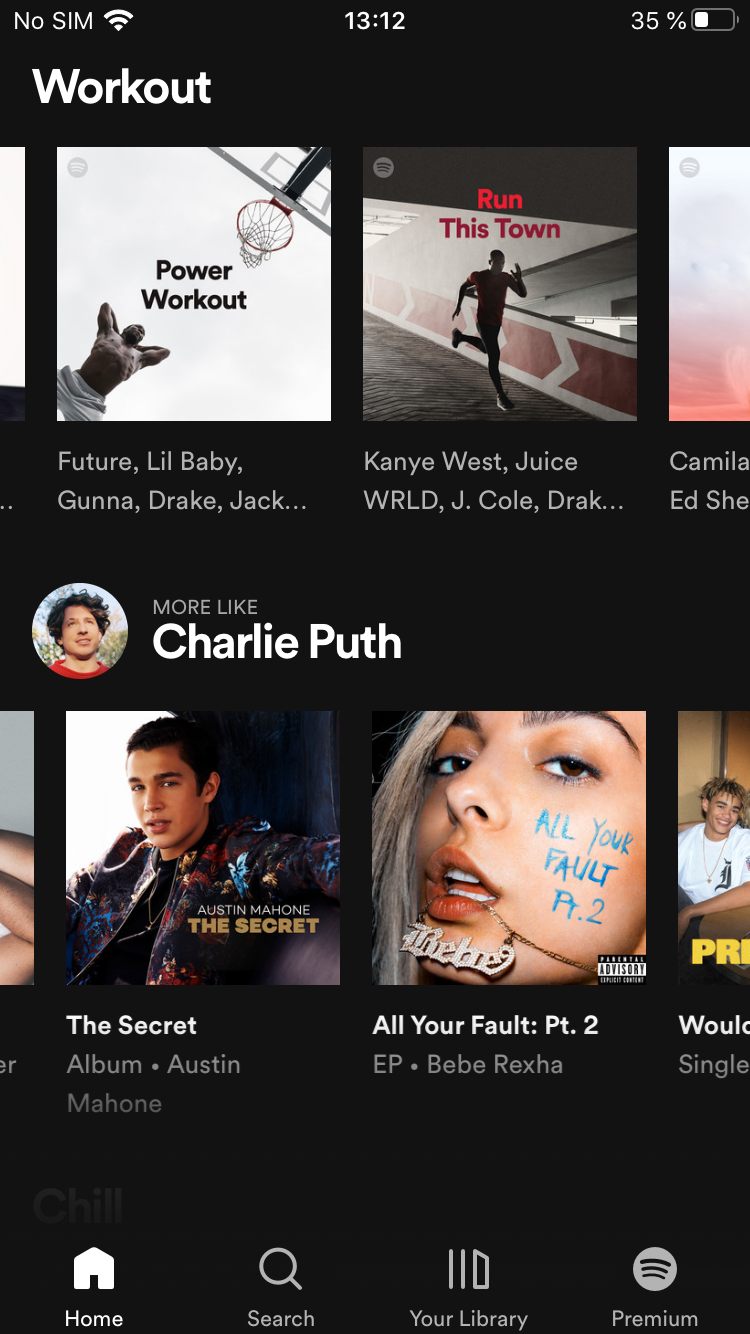 No SIM 13:12 35 %
Workout
Power
Workout
Run
This Town
Future, Lil Baby,
Gunna, Drake, Jack...
Kanye West, Juice
WRLD, J. Cole, Drak...
Camila
Ed She
MORE LIKE
Charlie Puth
AUSTIN MAHONE
THE SECRET
ALL YOUR
FAULT
Pt.2
Bebe
PARENTAL
ADVISORY
EXPLICIT CONTENT
PRE
The Secret
Album • Austin
Mahone
All Your Fault: Pt. 2
EP • Bebe Rexha
Would
Single
er
Chill
Home
Search
Your Library
Premium